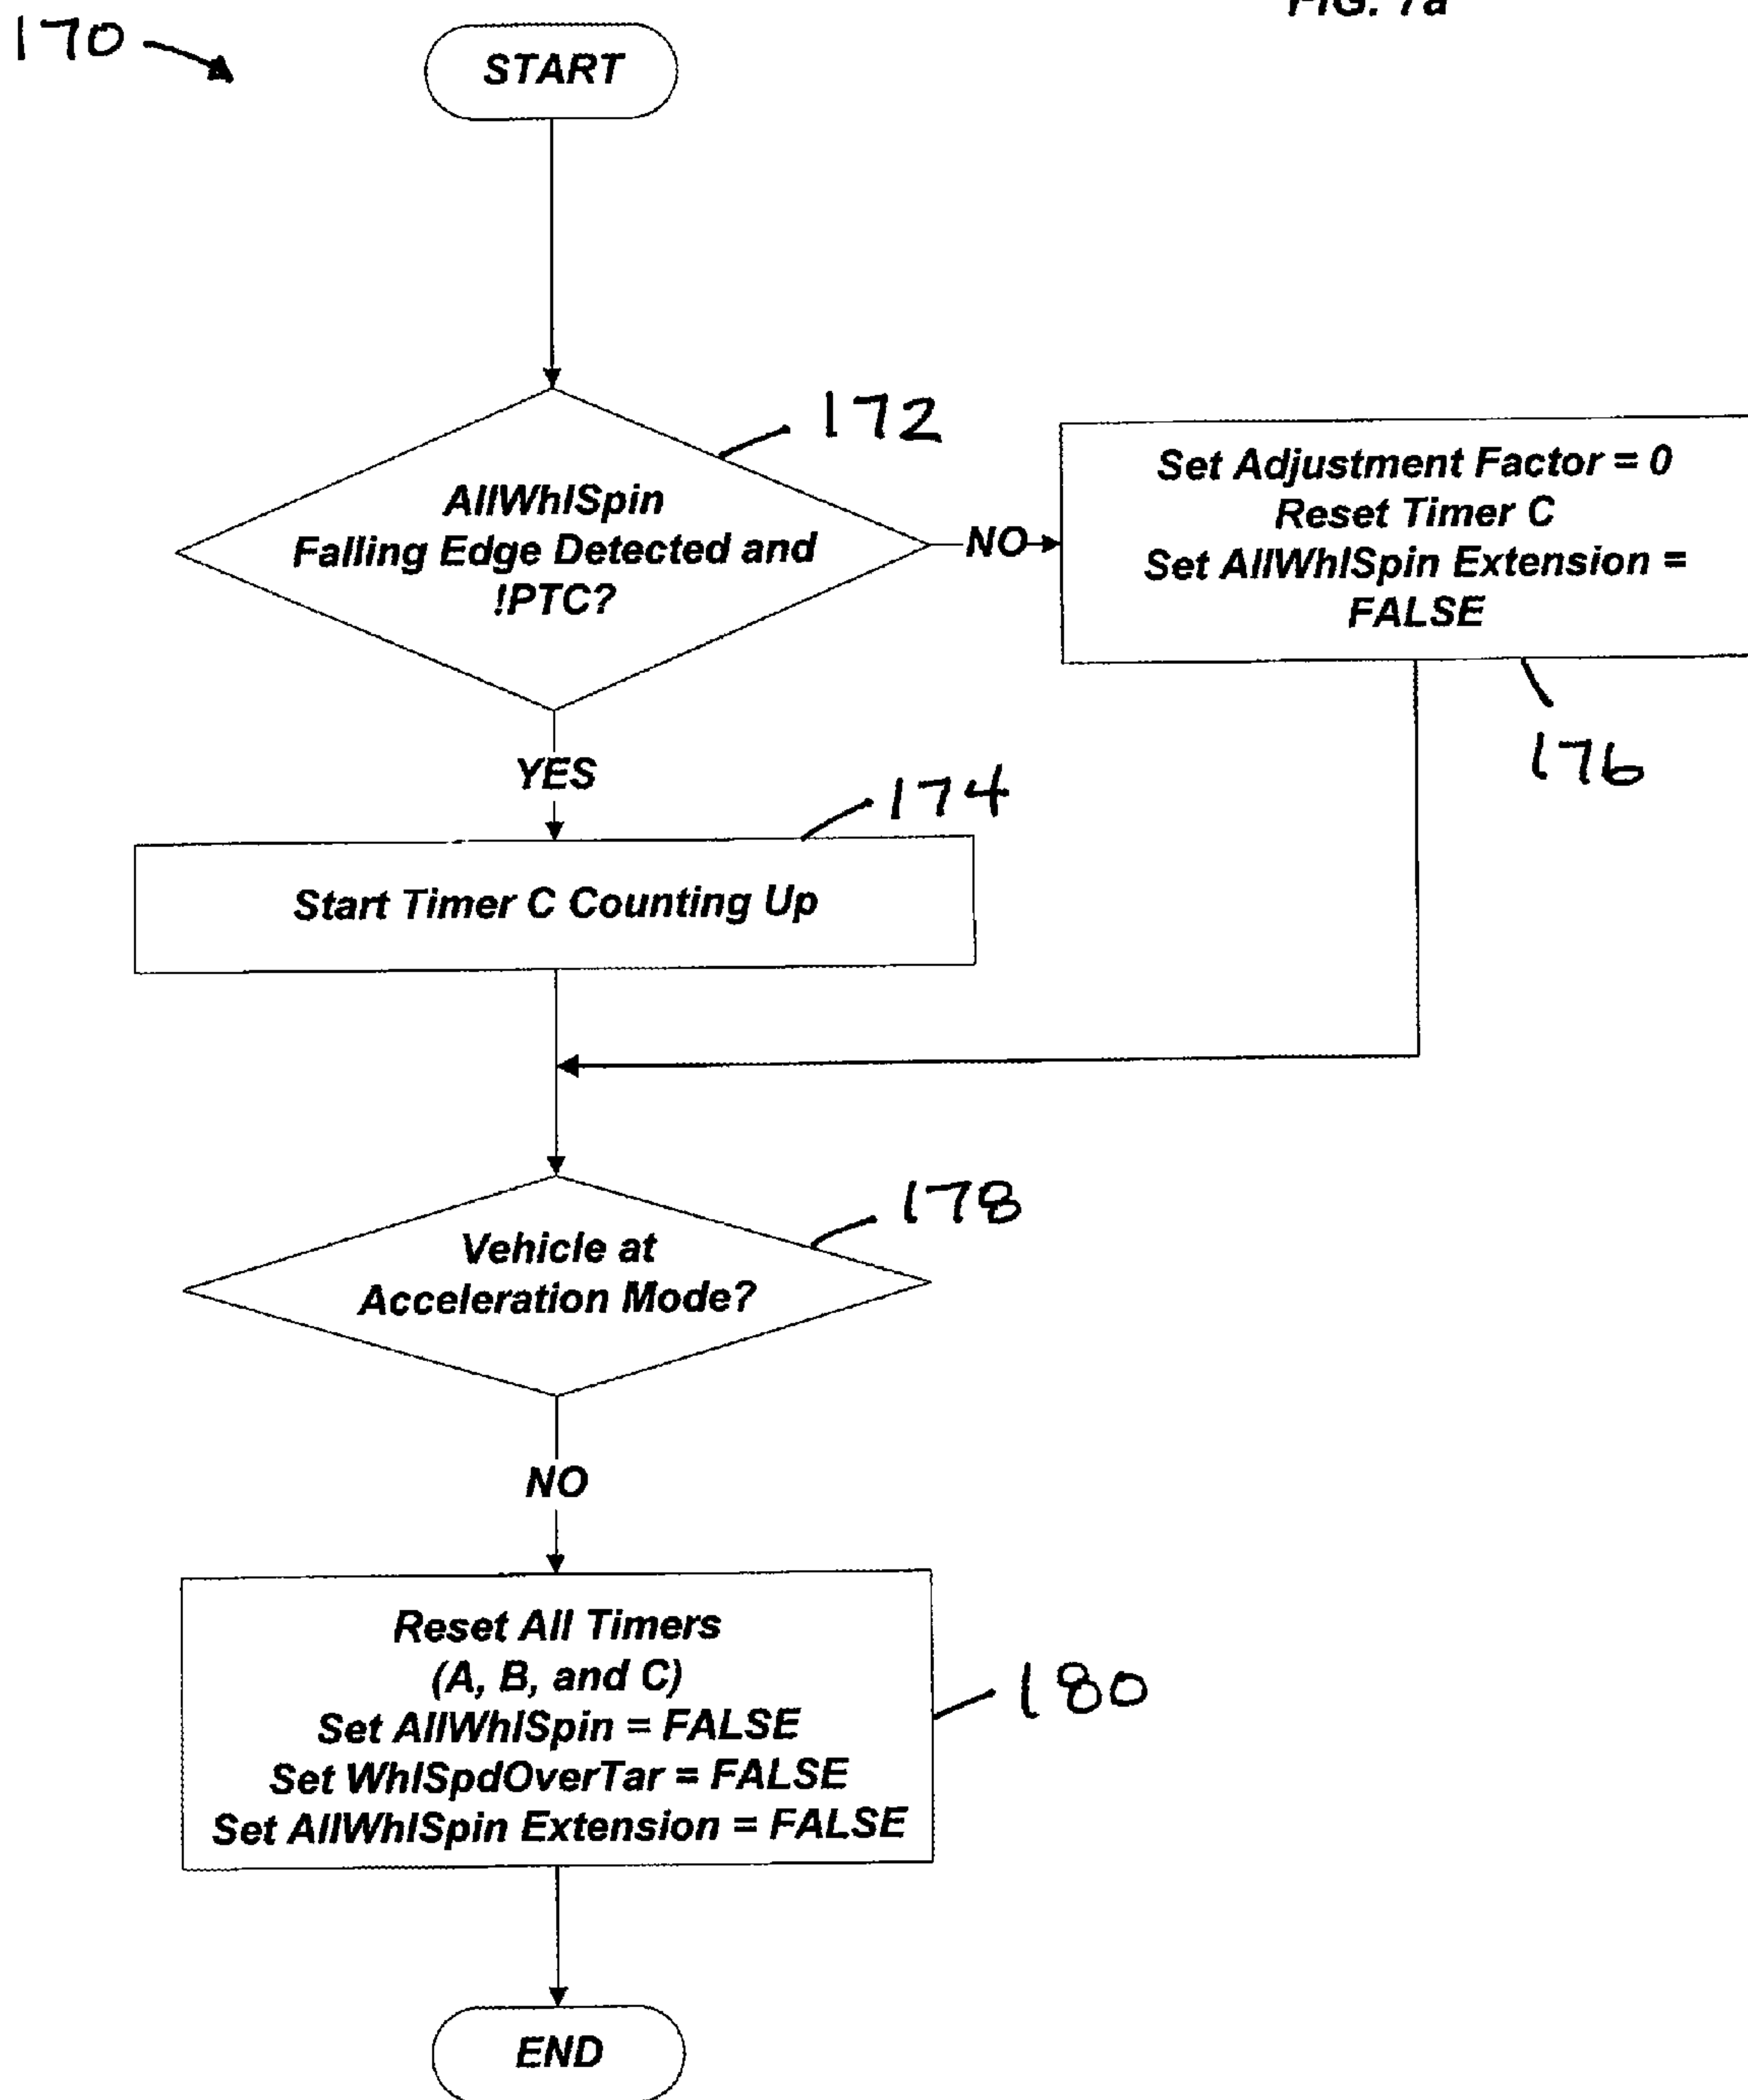 FIG. 7a
170
START
172
AllWhlSpin
Falling Edge Detected and
!PTC?
NO
Set Adjustment Factor = 0
Reset Timer C
Set AllWhlSpin Extension =
FALSE
176
YES
174
Start Timer C Counting Up
178
Vehicle at
Acceleration Mode?
NO
Reset All Timers
(A, B, and C)
Set AllWhlSpin = FALSE
Set WhlSpdOverTar = FALSE
Set AllWhlSpin Extension = FALSE
180
END